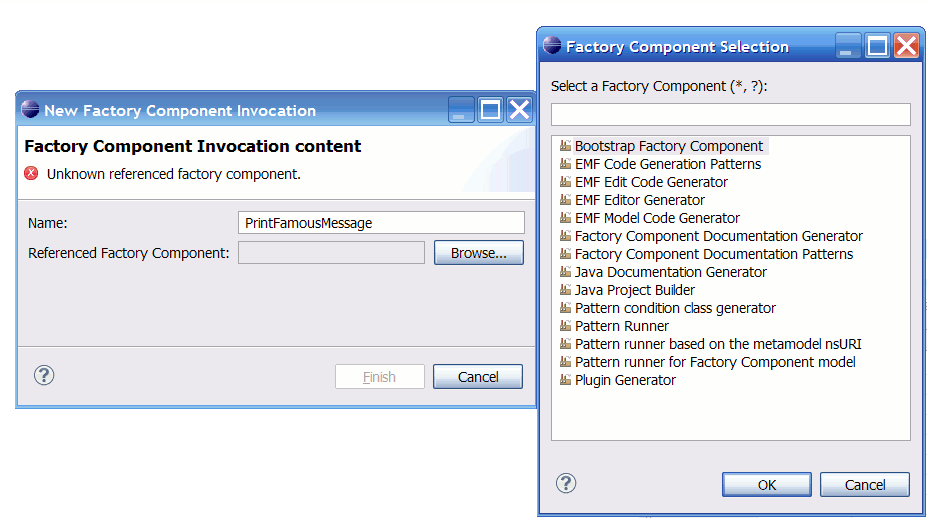 New Factory Component Invocation
Factory Component Invocation content
Unknown referenced factory component.
Name:
PrintFamousMessage
Referenced Factory Component:
Browse...
?
Finish
Cancel
Factory Component Selection
Select a Factory Component (*, ?):
Bootstrap Factory Component
EMF Code Generation Patterns
EMF Edit Code Generator
EMF Editor Generator
EMF Model Code Generator
Factory Component Documentation Generator
Factory Component Documentation Patterns
Java Documentation Generator
Java Project Builder
Pattern condition class generator
Pattern Runner
Pattern runner based on the metamodel nsURI
Pattern runner for Factory Component model
Plugin Generator
?
OK
Cancel